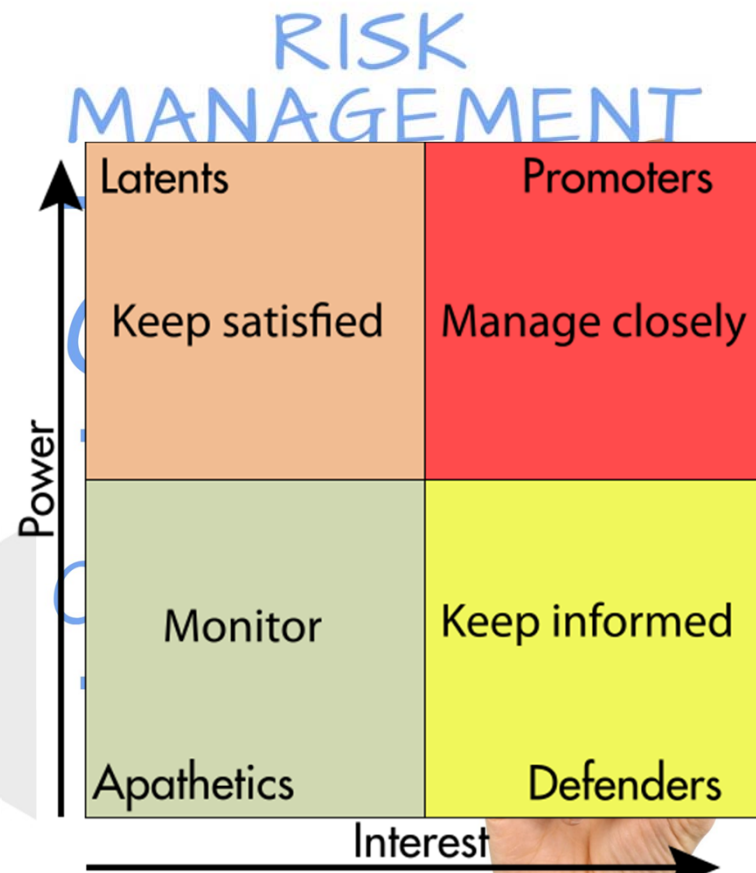 RISK
MANAGEMENT
Latents
Promoters
Keep satisfied
Manage closely
Power
Monitor
Keep informed
Apathetics
Defenders
Interest